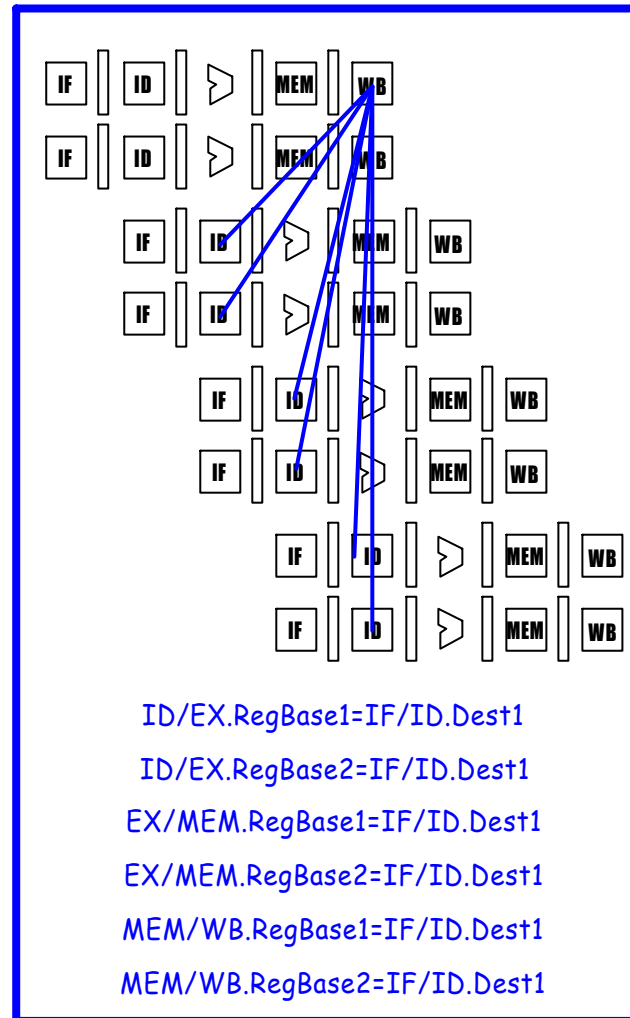 IF ID MEM WB
IF ID MEM WB
IF ID MEM WB
IF ID MEM WB
IF ID MEM WB
IF ID MEM WB
IF ID MEM WB
IF ID MEM WB
ID/EX.RegBase1=IF/ID.Dest1
ID/EX.RegBase2=IF/ID.Dest1
EX/MEM.RegBase1=IF/ID.Dest1
EX/MEM.RegBase2=IF/ID.Dest1
MEM/WB.RegBase1=IF/ID.Dest1
MEM/WB.RegBase2=IF/ID.Dest1